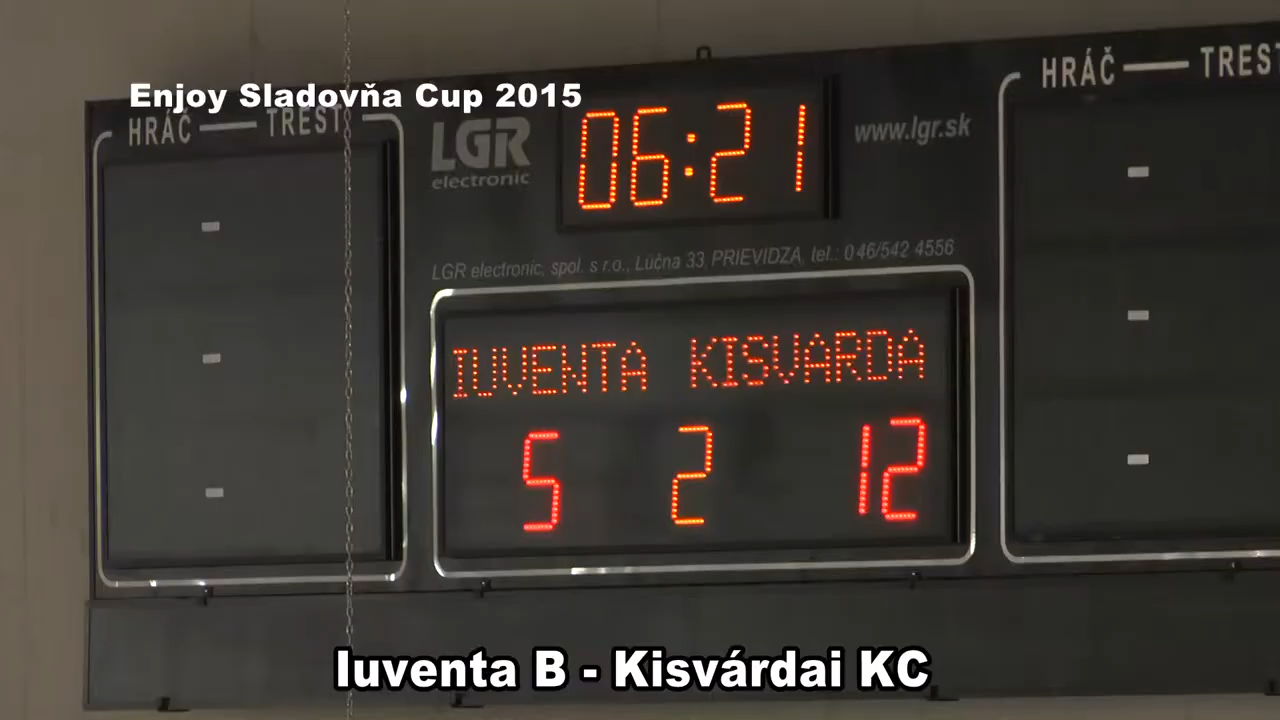 Enjoy Sladovňa Cup 2015
HRÁČ TREST
LGR
electronic
06:21
www.lgr.sk
HRÁČ TREST
LGR electronic, spol. s r.o., Lúčna 33, PRIEVIDZA, tel.: 046/542 4556
IUVENTA KISVARDA
5 2 12
Iuventa B - Kisvárdai KC